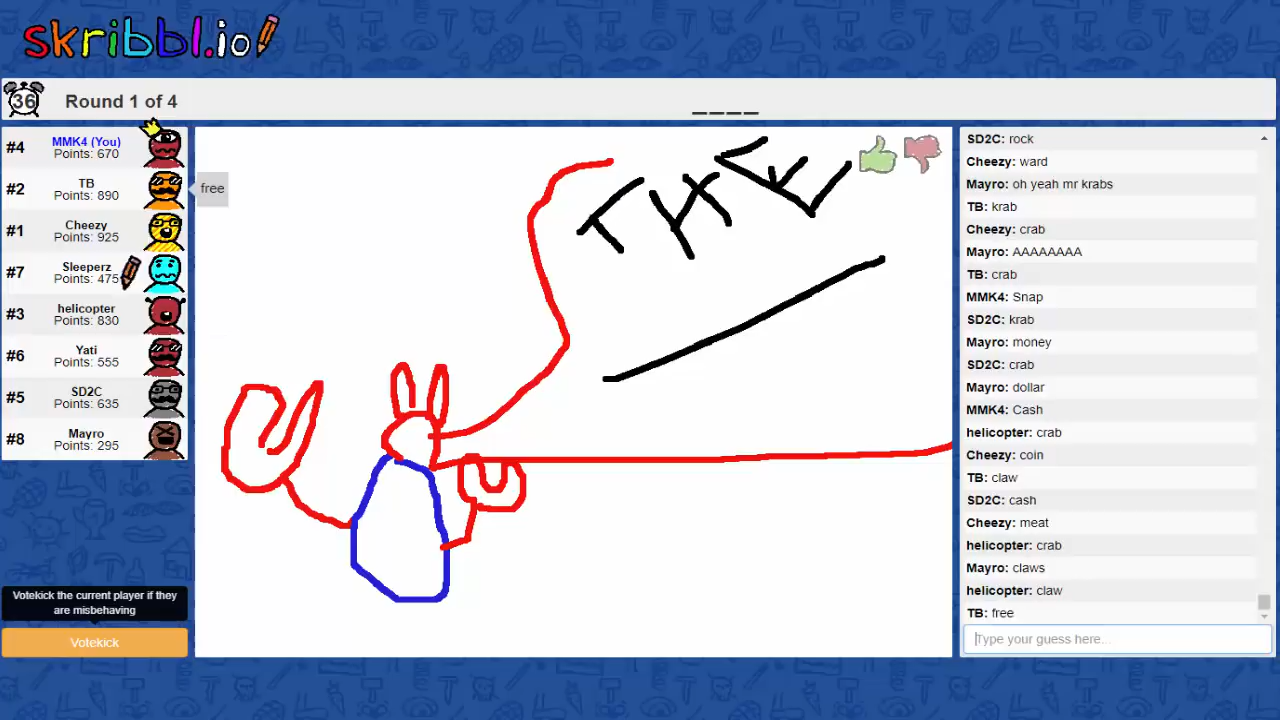 skribbl.io
36
Round 1 of 4
____
#4
MMK4 (You)
Points: 670
#2
TB
Points: 890
free
#1
Cheezy
Points: 925
#7
Sleeperz
Points: 475
#3
helicopter
Points: 830
#6
Yati
Points: 555
#5
SD2C
Points: 635
#8
Mayro
Points: 295
Votekick the current player if they
are misbehaving
Votekick
THE
SD2C: rock
Cheezy: ward
Mayro: oh yeah mr krabs
TB: krab
Cheezy: crab
Mayro: AAAAAAAA
TB: crab
MMK4: Snap
SD2C: krab
Mayro: money
SD2C: crab
Mayro: dollar
MMK4: Cash
helicopter: crab
Cheezy: coin
TB: claw
SD2C: cash
Cheezy: meat
helicopter: crab
Mayro: claws
helicopter: claw
TB: free
Type your guess here...